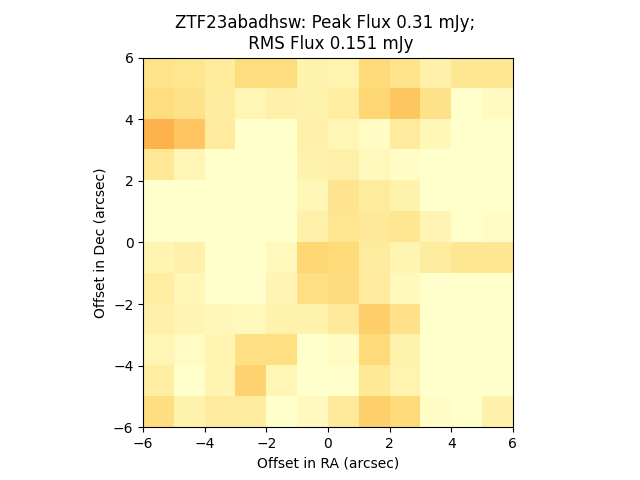 ZTF23abadhsw: Peak Flux 0.31 mJy;
RMS Flux 0.151 mJy
6
4
2
0
−2
−4
−6
Offset in Dec (arcsec)
−6 −4 −2 0 2 4 6
Offset in RA (arcsec)